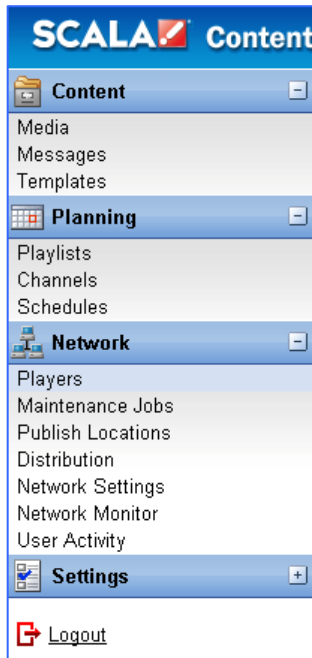 SCALA Content
Content
Media
Messages
Templates
Planning
Playlists
Channels
Schedules
Network
Players
Maintenance Jobs
Publish Locations
Distribution
Network Settings
Network Monitor
User Activity
Settings
Logout